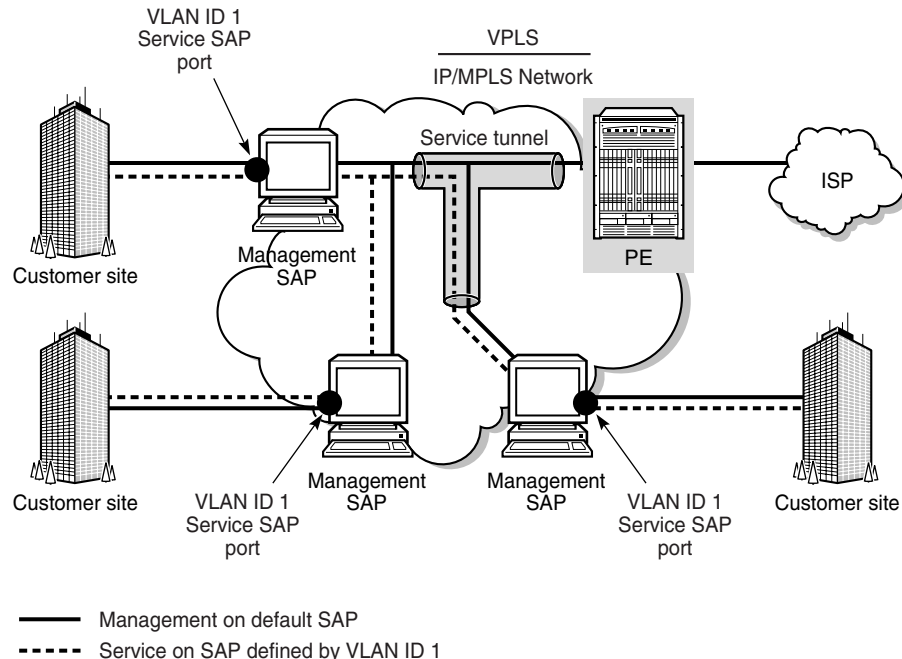 VLAN ID 1
Service SAP
port
VPLS
IP/MPLS Network
Service tunnel
ISP
PE
Customer site
Management
SAP
Customer site
VLAN ID 1
Service SAP
port
Management
SAP
Management
SAP
VLAN ID 1
Service SAP
port
Customer site
Management on default SAP
Service on SAP defined by VLAN ID 1